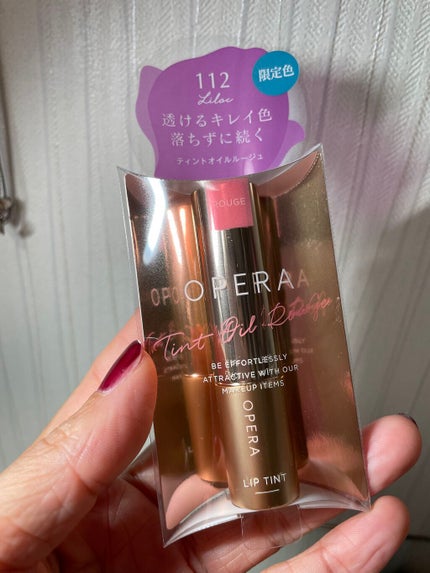 112
Lilac
限定色
透けるキレイ色
落ちずに続く
ティントオイルルージュ
ROUGE
OPERA
Tint Oil Rouge
BE EFFORTLESSLY
ATTRACTIVE WITH OUR
MAKEUP ITEMS
OPERA
LIP TINT